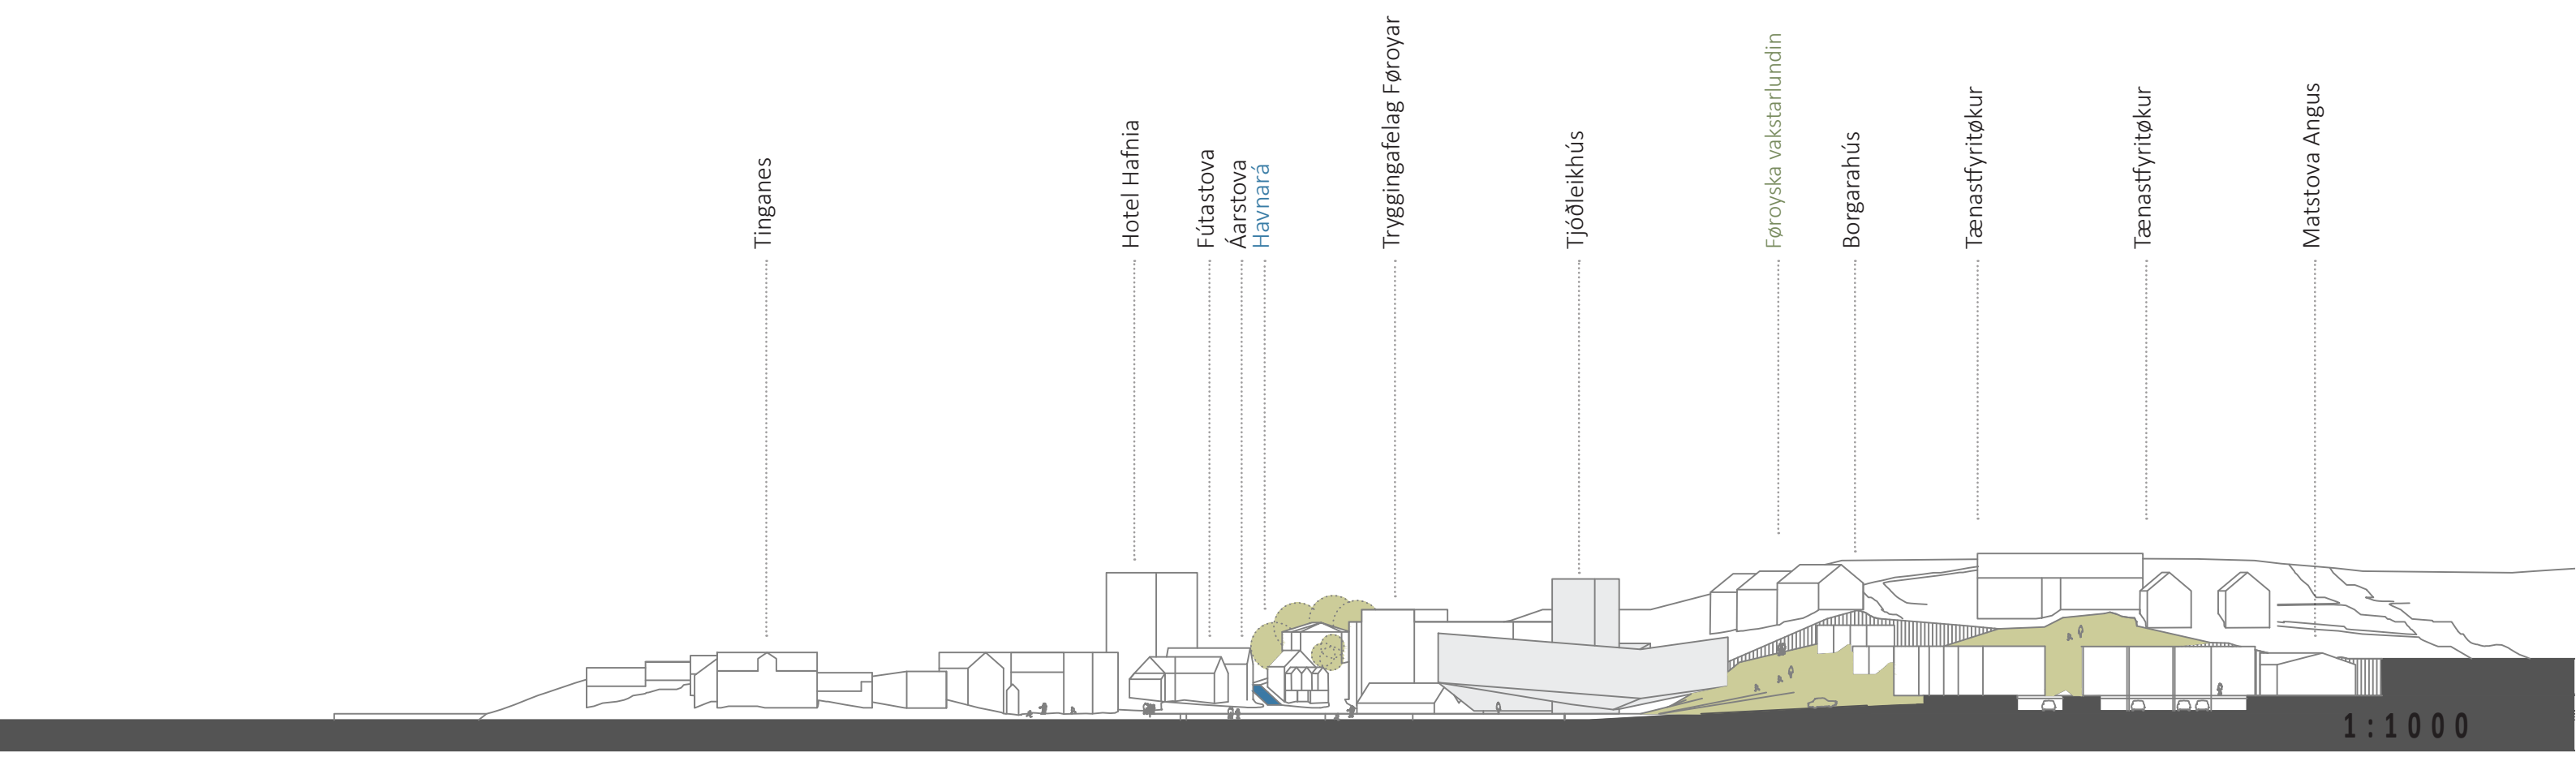 Tinganes
Hotel Hafnia
Fútastova
Áarstova
Havnará
Tryggingafelag Føroyar
Tjóðleikhús
Føroyska vakstarlundin
Borgarahús
Tænastfyritøkur
Tænastfyritøkur
Matstova Angus
1:1000